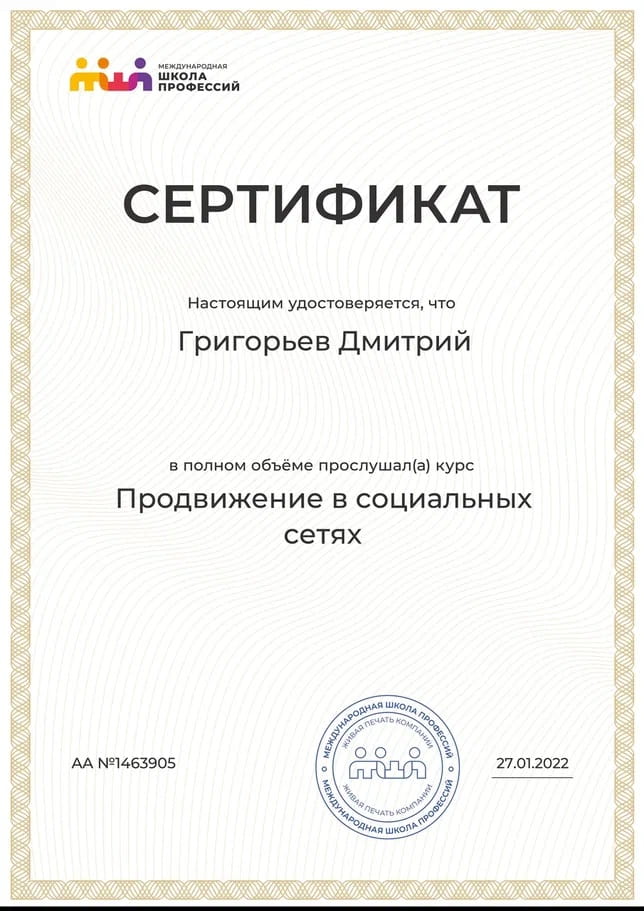 МЕЖДУНАРОДНАЯ
ШКОЛА
ПРОФЕССИЙ
СЕРТИФИКАТ
Настоящим удостоверяется, что
Григорьев Дмитрий
в полном объёме прослушал(а) курс
Продвижение в социальных
сетях
МЕЖДУНАРОДНАЯ ШКОЛА ПРОФЕССИЙ
ЖИВАЯ ПЕЧАТЬ КОМПАНИИ
ЖИВАЯ ПЕЧАТЬ КОМПАНИИ
МЕЖДУНАРОДНАЯ ШКОЛА ПРОФЕССИЙ
АА №1463905
27.01.2022